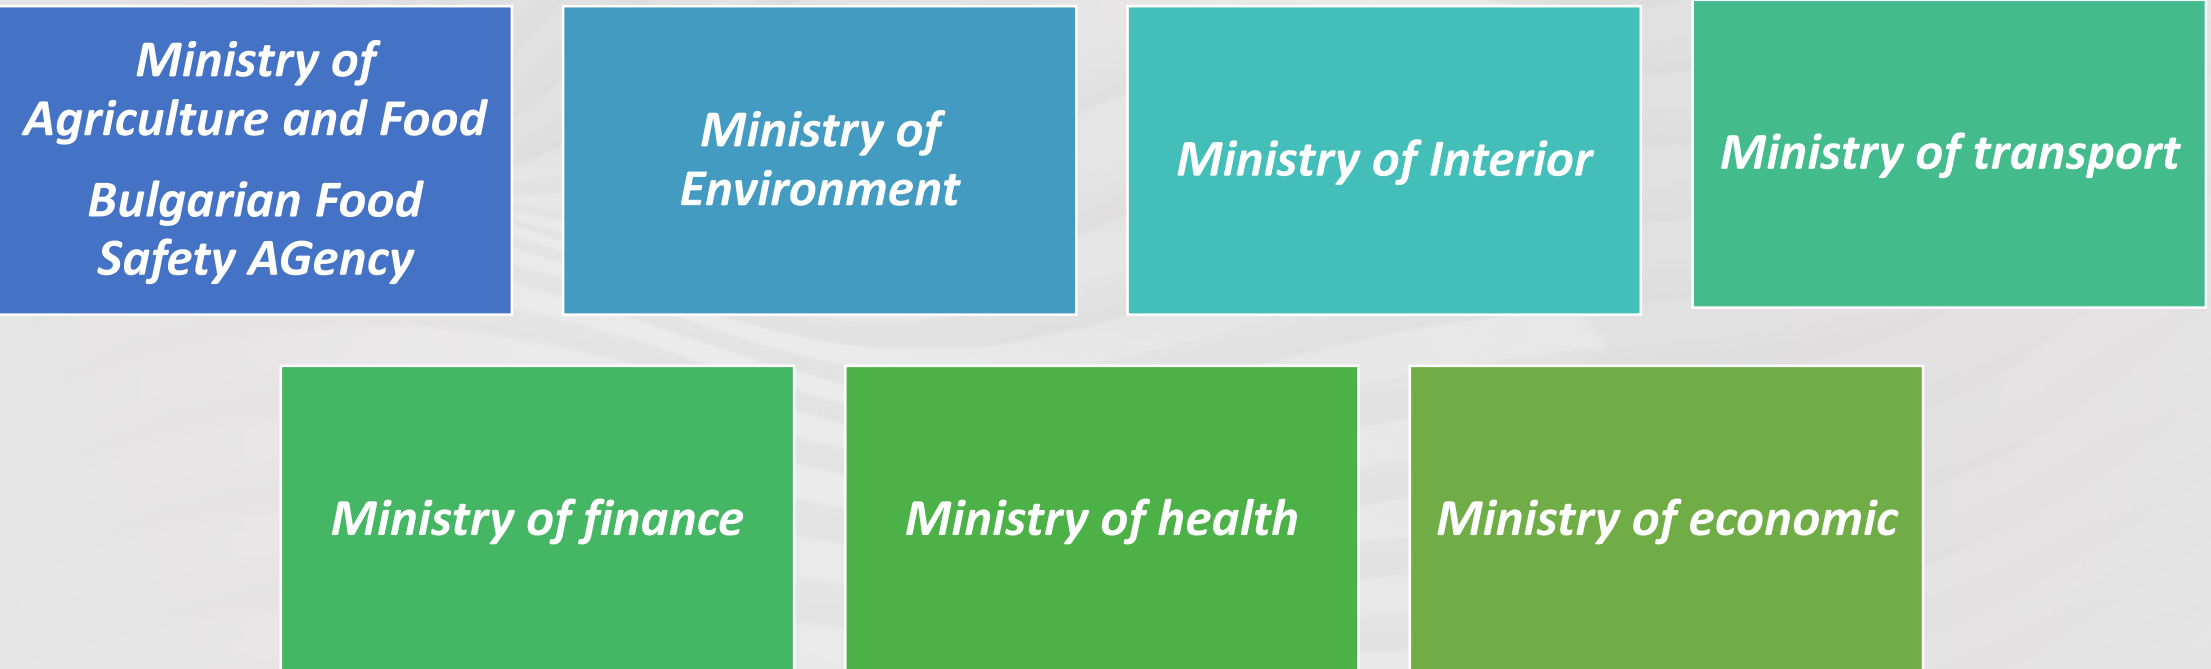 Ministry of
Agriculture and Food
Bulgarian Food
Safety AGency
Ministry of
Environment
Ministry of Interior
Ministry of transport
Ministry of finance
Ministry of health
Ministry of economic